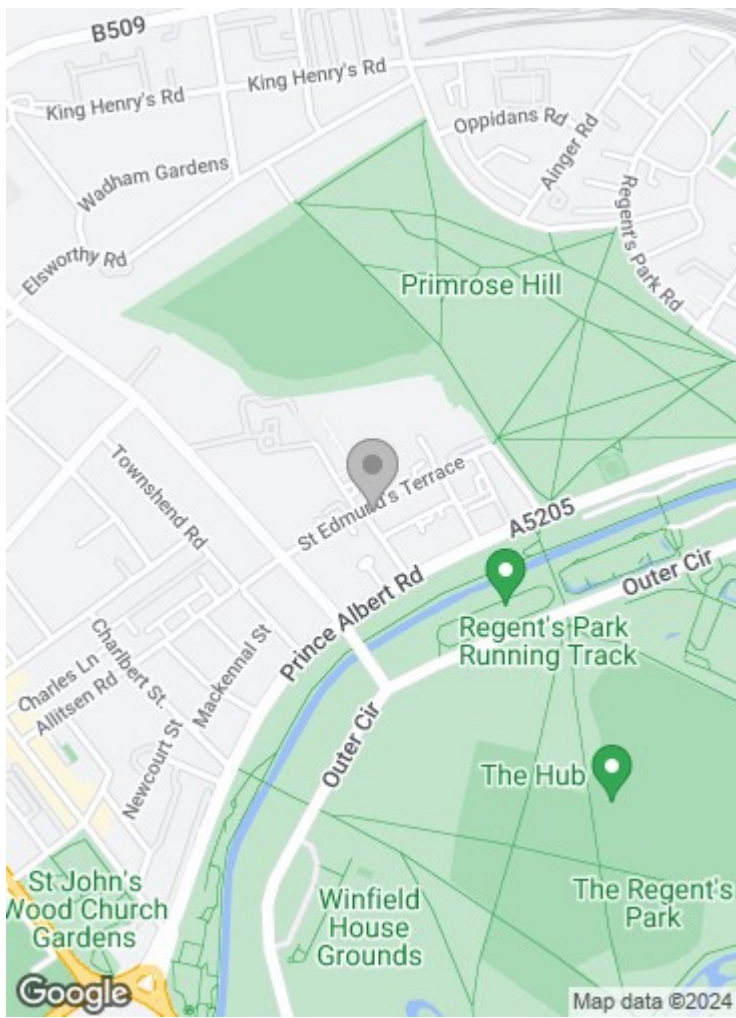 B509
King Henry's Rd
King Henry's Rd
Oppidans Rd
Ainger Rd
Wadham Gardens
Regent's Park Rd
Elsworthy Rd
Primrose Hill
Townshend Rd
St Edmund's Terrace
A5205
Outer Cir
Prince Albert Rd
Regent's Park
Running Track
Charlbert St.
Mackennal St
Charles Ln
Allitsen Rd
Newcourt St
Outer Cir
The Hub
St John's
Wood Church
Gardens
Winfield
House
Grounds
The Regent's
Park
Google
Map data ©2024